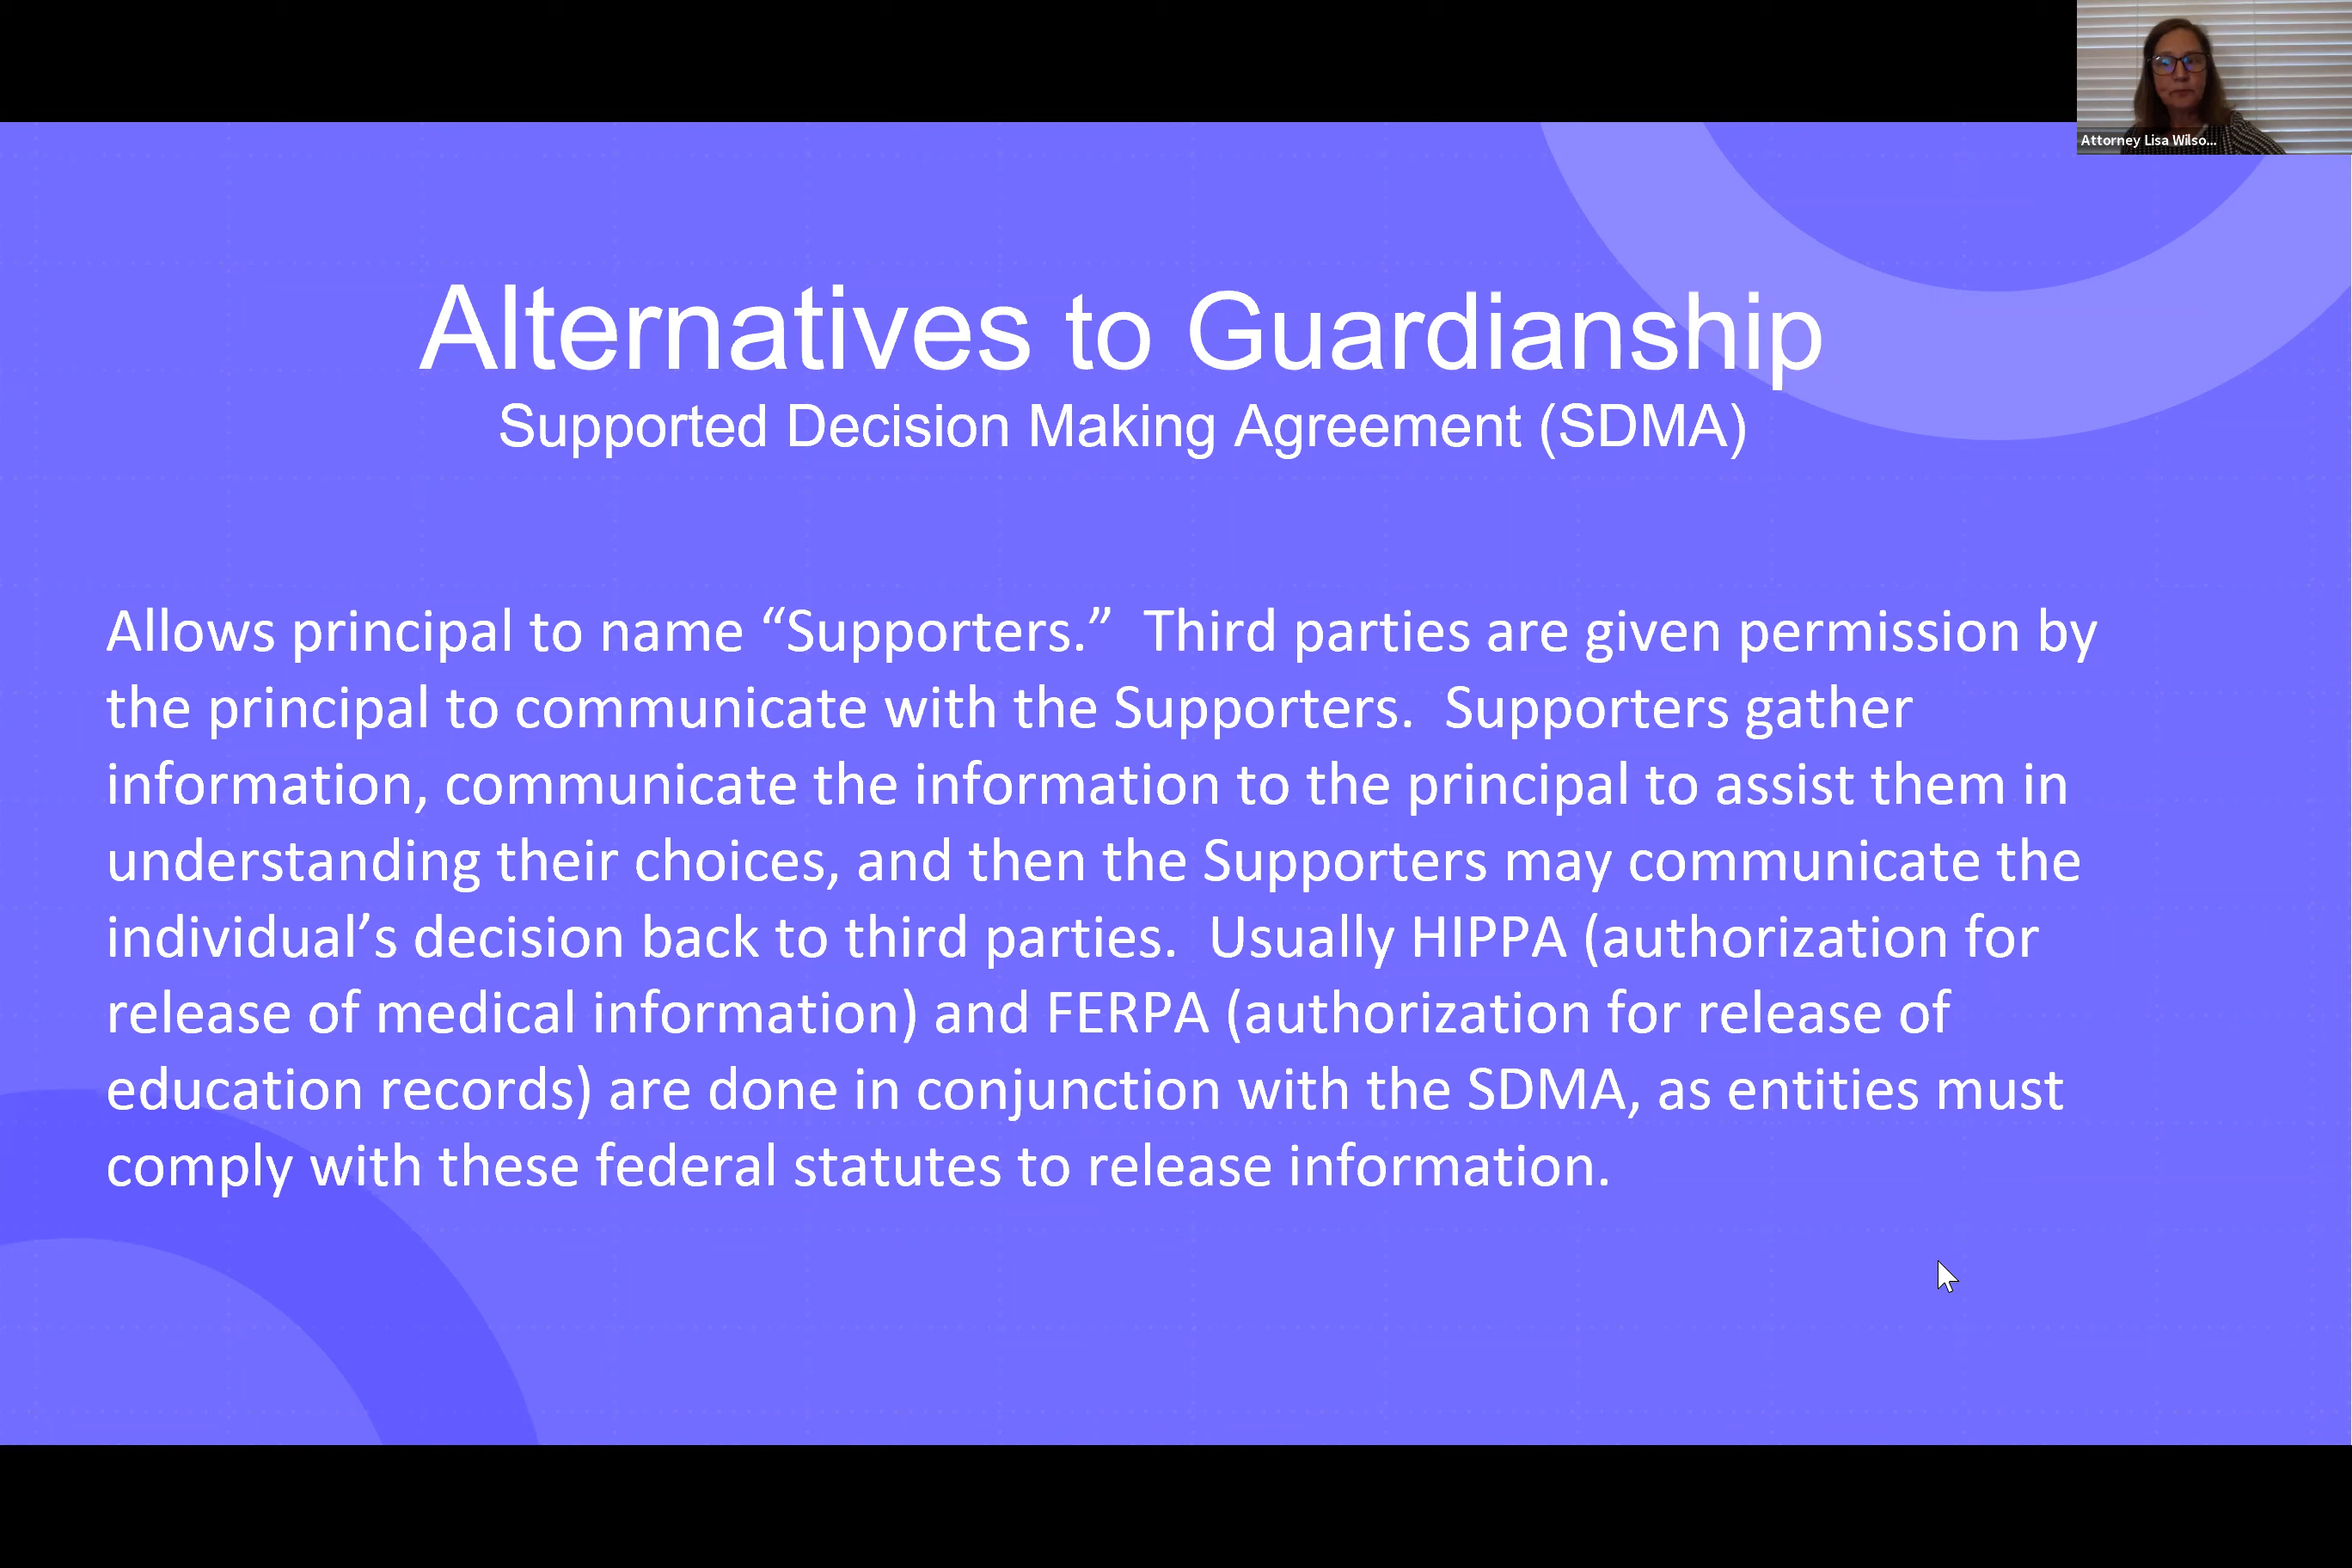 Attorney Lisa Wilso...
Alternatives to Guardianship
Supported Decision Making Agreement (SDMA)
Allows principal to name “Supporters.”  Third parties are given permission by
the principal to communicate with the Supporters.  Supporters gather
information, communicate the information to the principal to assist them in
understanding their choices, and then the Supporters may communicate the
individual’s decision back to third parties.  Usually HIPPA (authorization for
release of medical information) and FERPA (authorization for release of
education records) are done in conjunction with the SDMA, as entities must
comply with these federal statutes to release information.